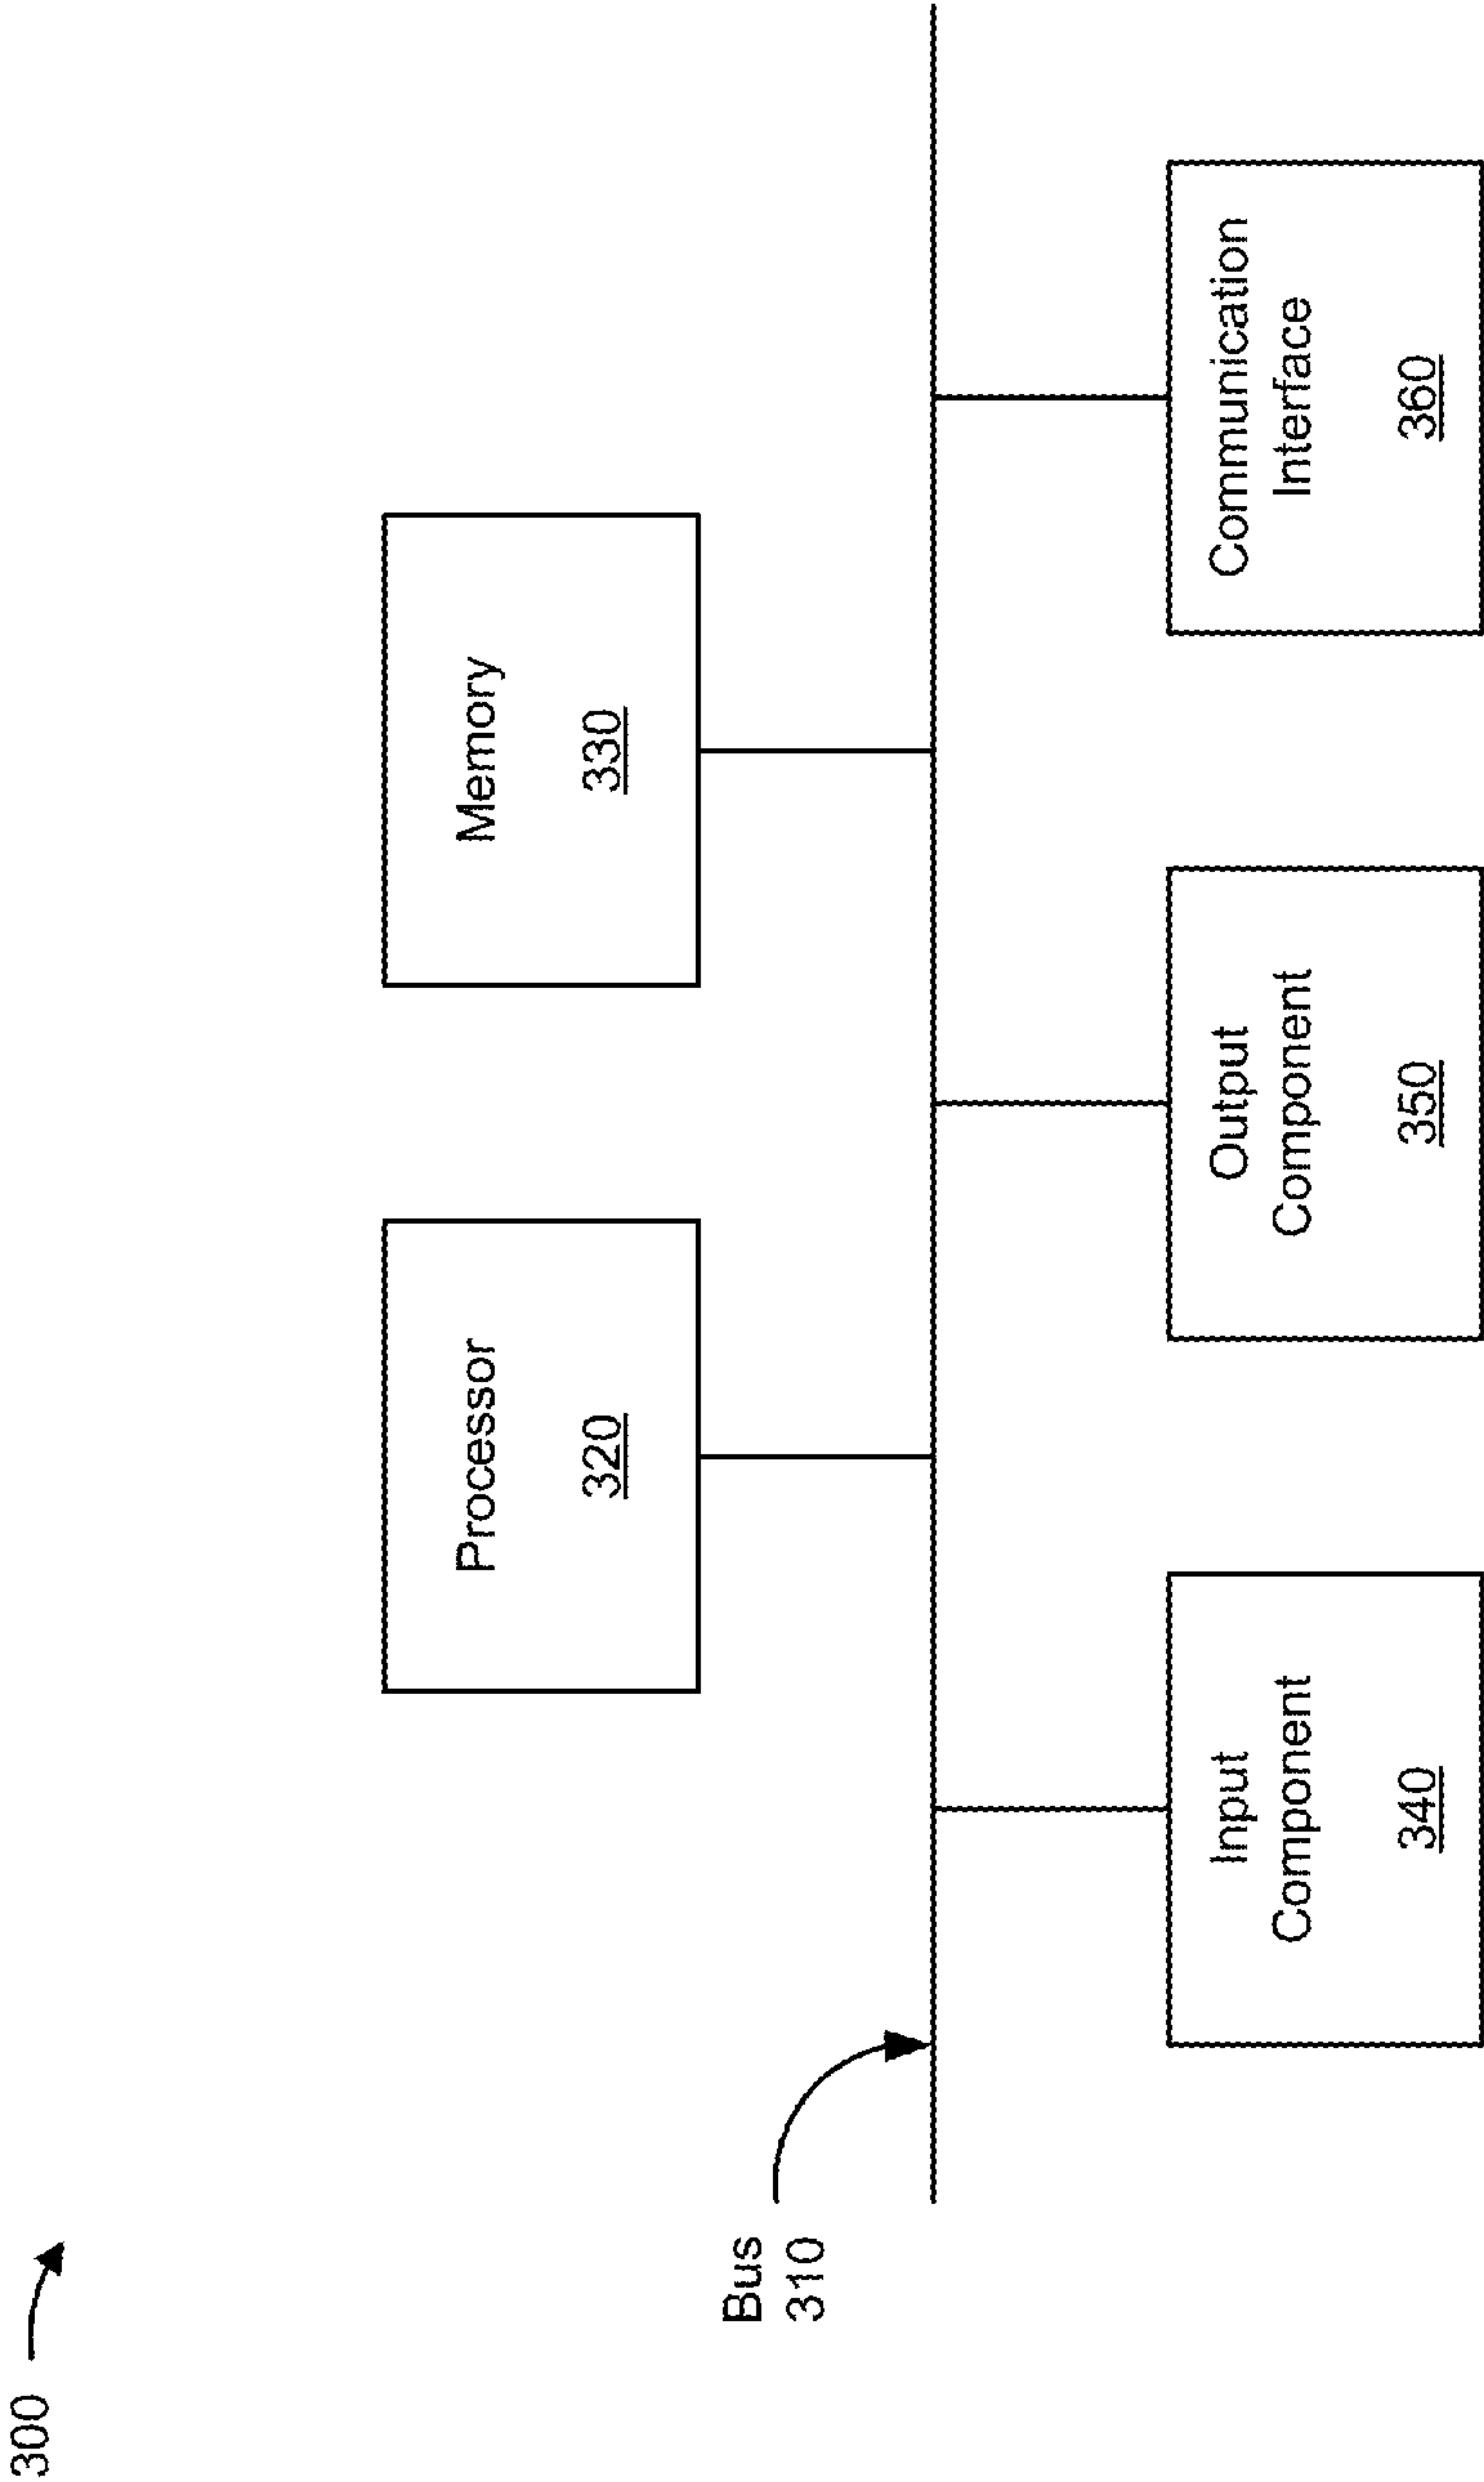 300
Processor
320
Memory
330
Bus
310
Input
Component
340
Output
Component
350
Communication
Interface
360